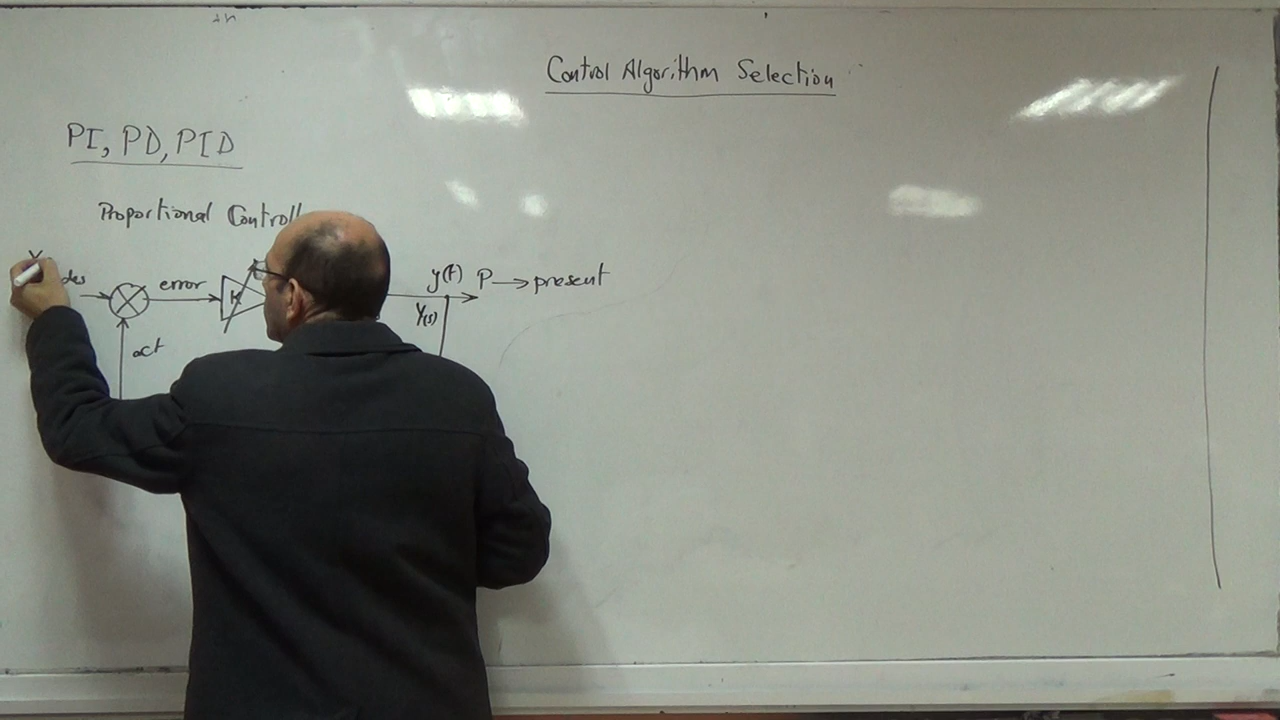 Control Algorithm Selection
PI, PD, PID
Proportional Controll
des error K y(t) P → present
Y(s)
act